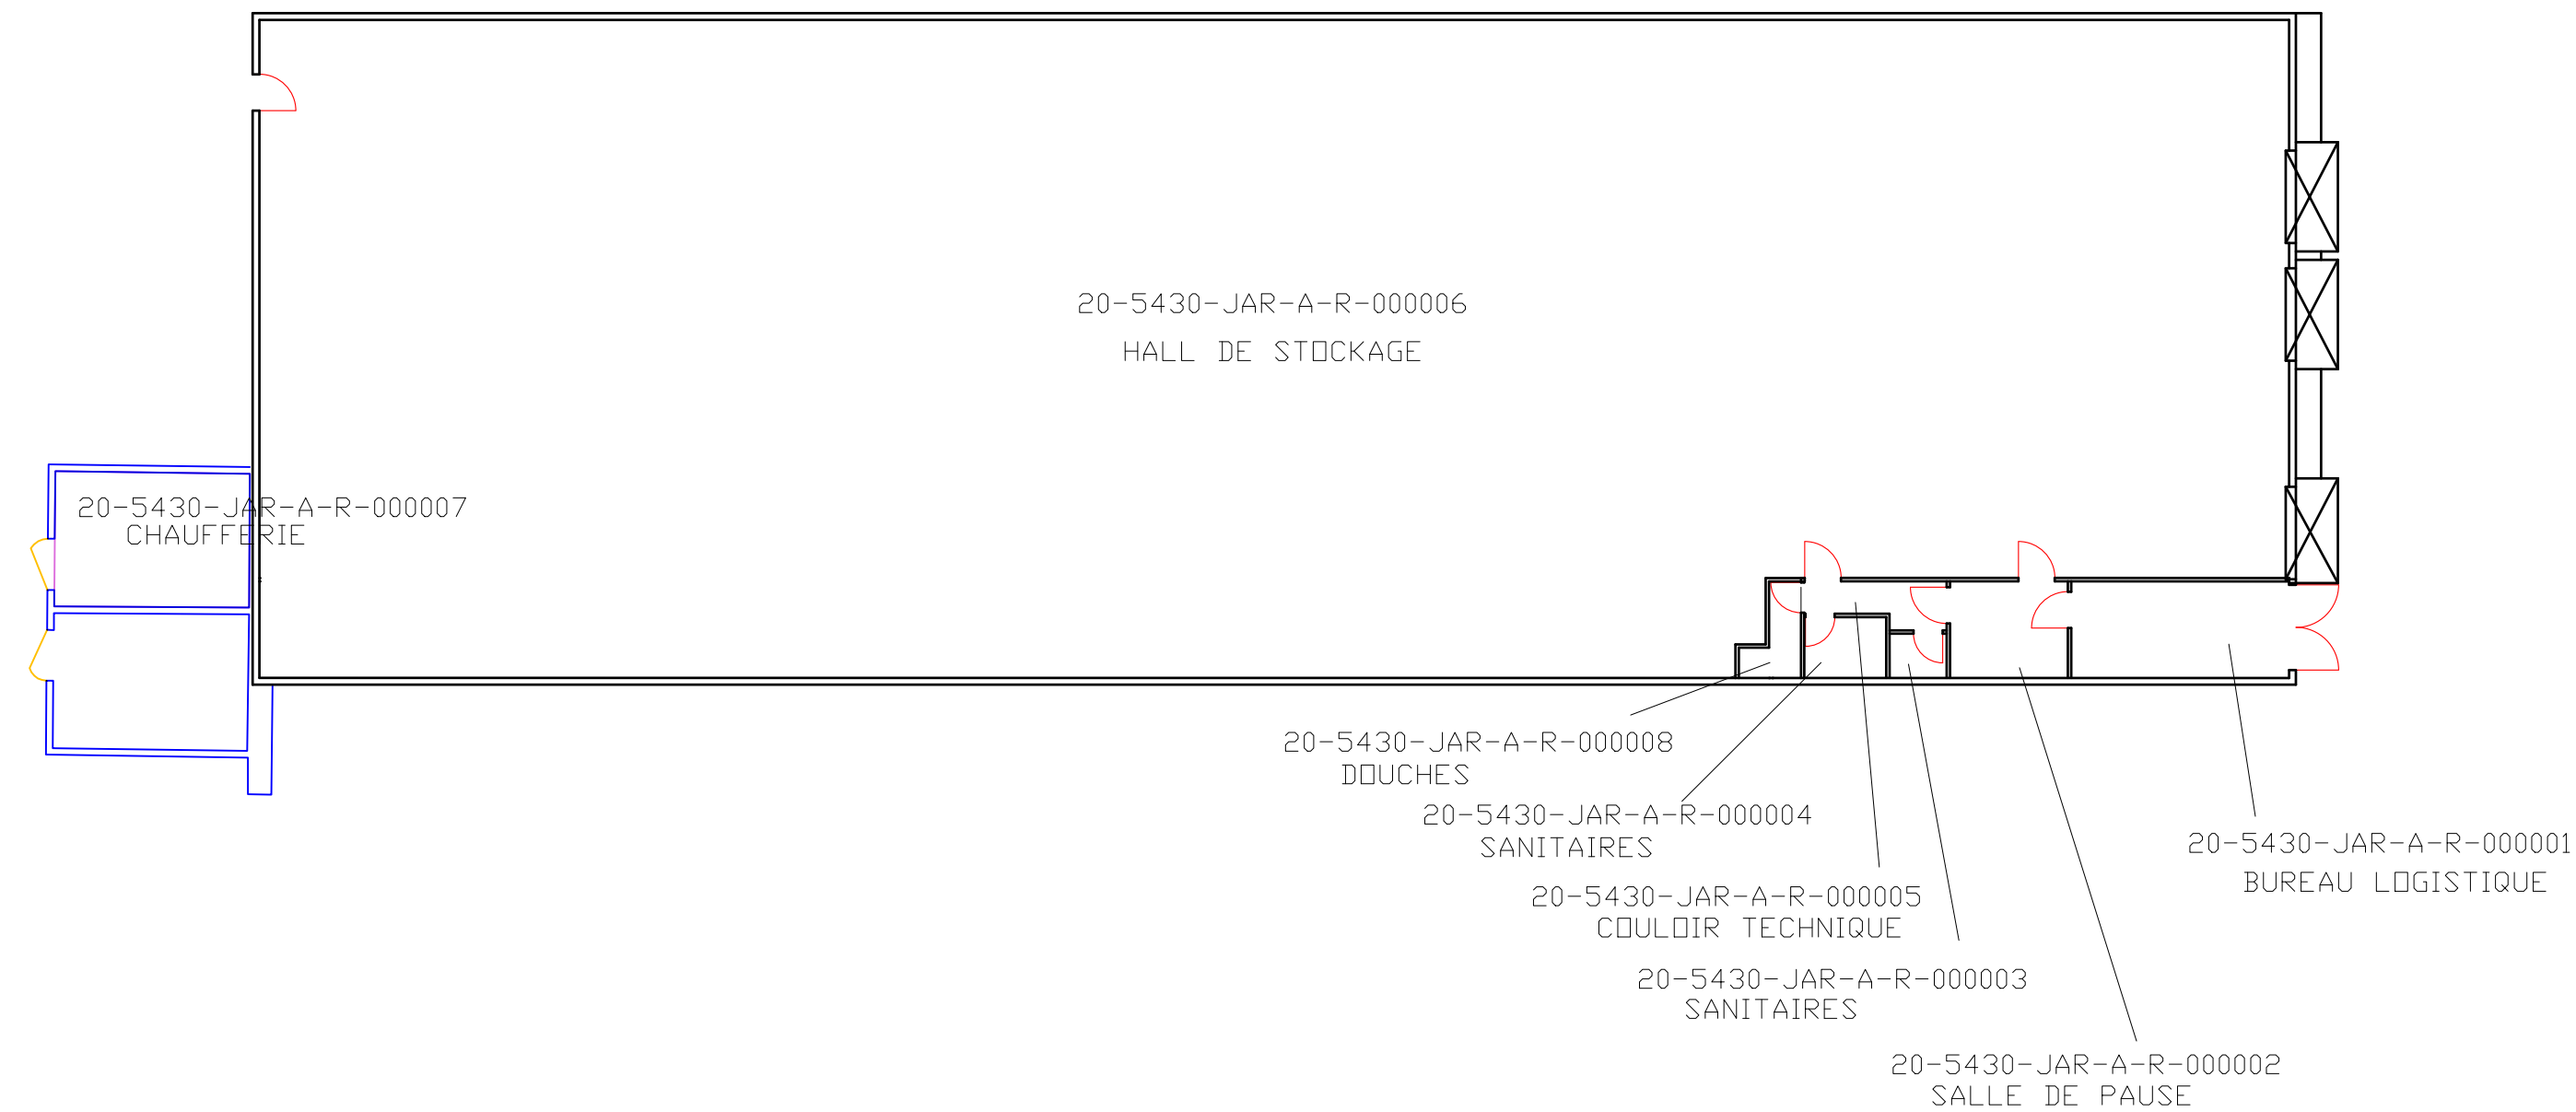 20-5430-JAR-A-R-000006
HALL DE STOCKAGE
20-5430-JAR-A-R-000007
CHAUFFERIE
20-5430-JAR-A-R-000008
DOUCHES
20-5430-JAR-A-R-000004
SANITAIRES
20-5430-JAR-A-R-000001
BUREAU LOGISTIQUE
20-5430-JAR-A-R-000005
COULOIR TECHNIQUE
20-5430-JAR-A-R-000003
SANITAIRES
20-5430-JAR-A-R-000002
SALLE DE PAUSE